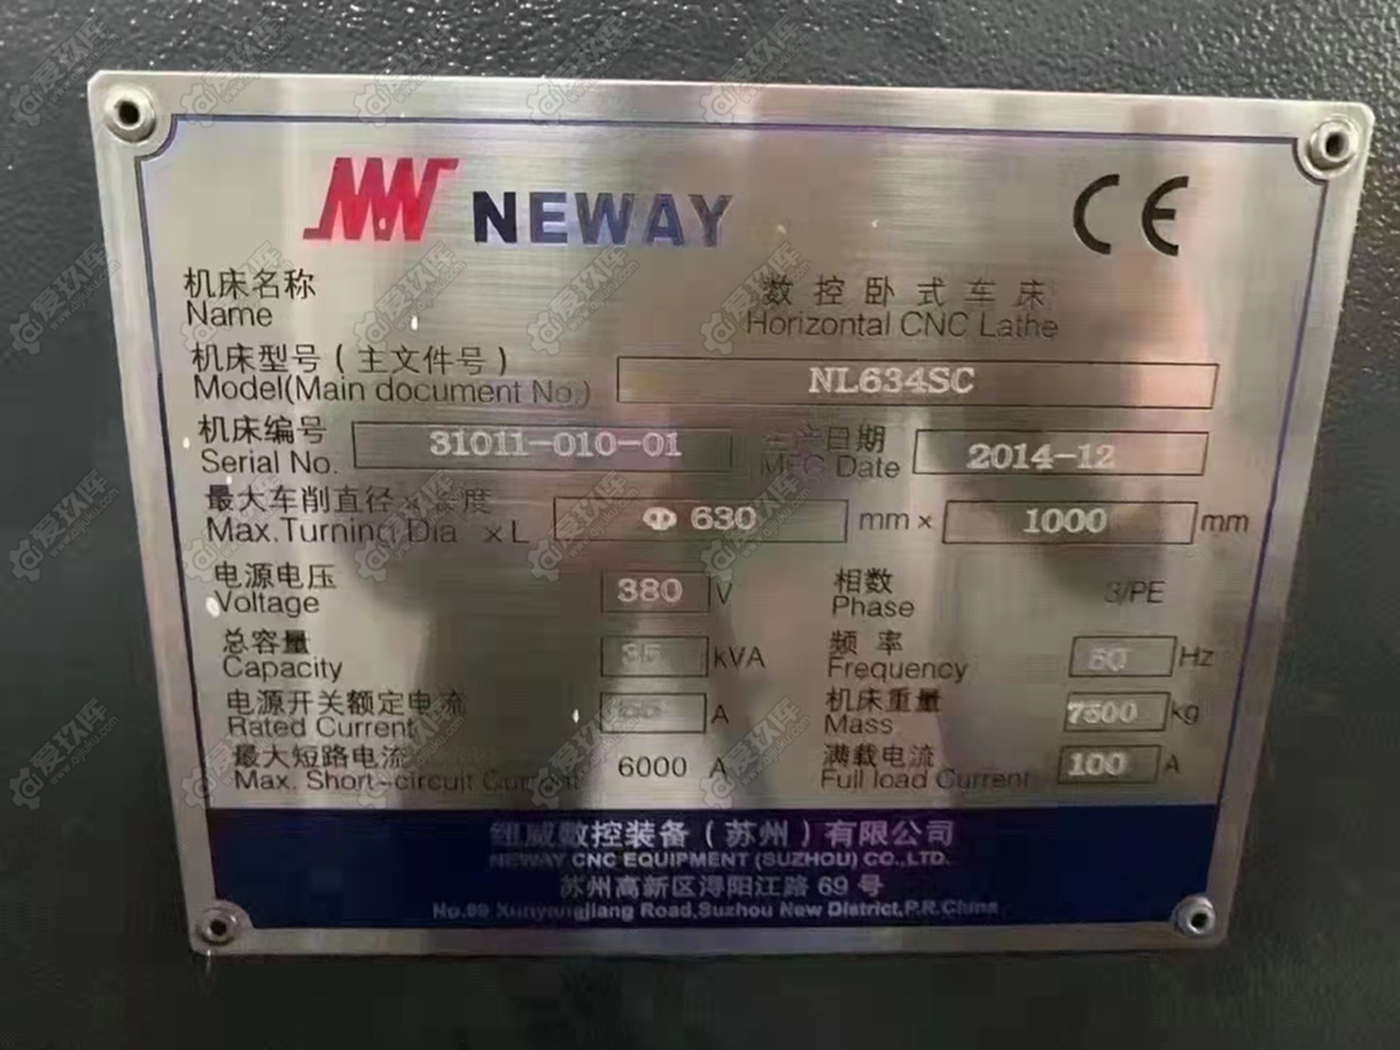 NEWAY CE
机床名称 数控卧式车床
Name Horizontal CNC Lathe
机床型号(主文件号)
Model(Main document No.) NL634SC
机床编号 生产日期
Serial No. 31011-010-01 MFG Date 2014-12
最大车削直径×长度
Max.Turning Dia ×L Φ 630 mm × 1000 mm
电源电压 380 V 相数 3/PE
Voltage Phase
总容量 35 kVA 频率 Hz
Capacity Frequency
电源开关额定电流 A 机床重量 7500 kg
Rated Current Mass
最大短路电流 6000 A 满载电流 100 A
Max. Short-circuit Current Full load Current
纽威数控装备(苏州)有限公司
NEWAY CNC EQUIPMENT (SUZHOU) CO.,LTD.
苏州高新区浔阳江路 69 号
No.69 Xunyangjiang Road,Suzhou New District,P.R.China
爱玖库
www.aijiuku.com